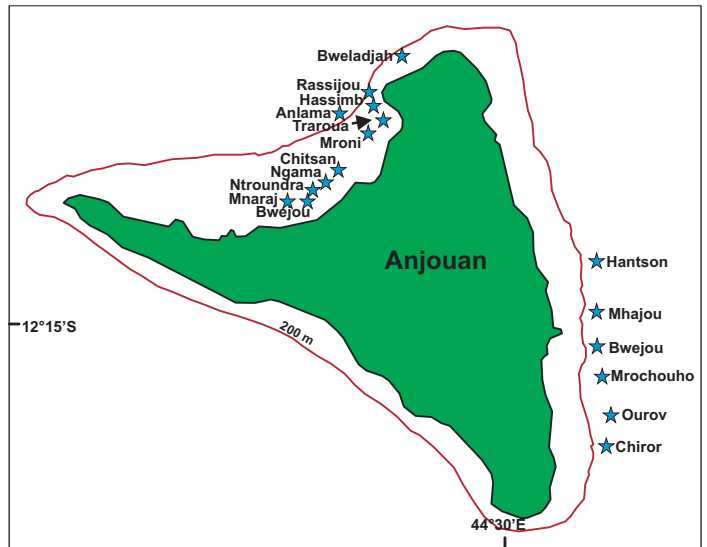 Bweladjah
Rassijou
Hassimb
Anlama
Traroua
Mroni
Chitsan
Ngama
Ntroundra
Mnaraj
Bwejou
Anjouan
Hantson
Mhajou
12°15’S
200 m
Bwejou
Mrochouho
Ourov
Chiror
44°30’E